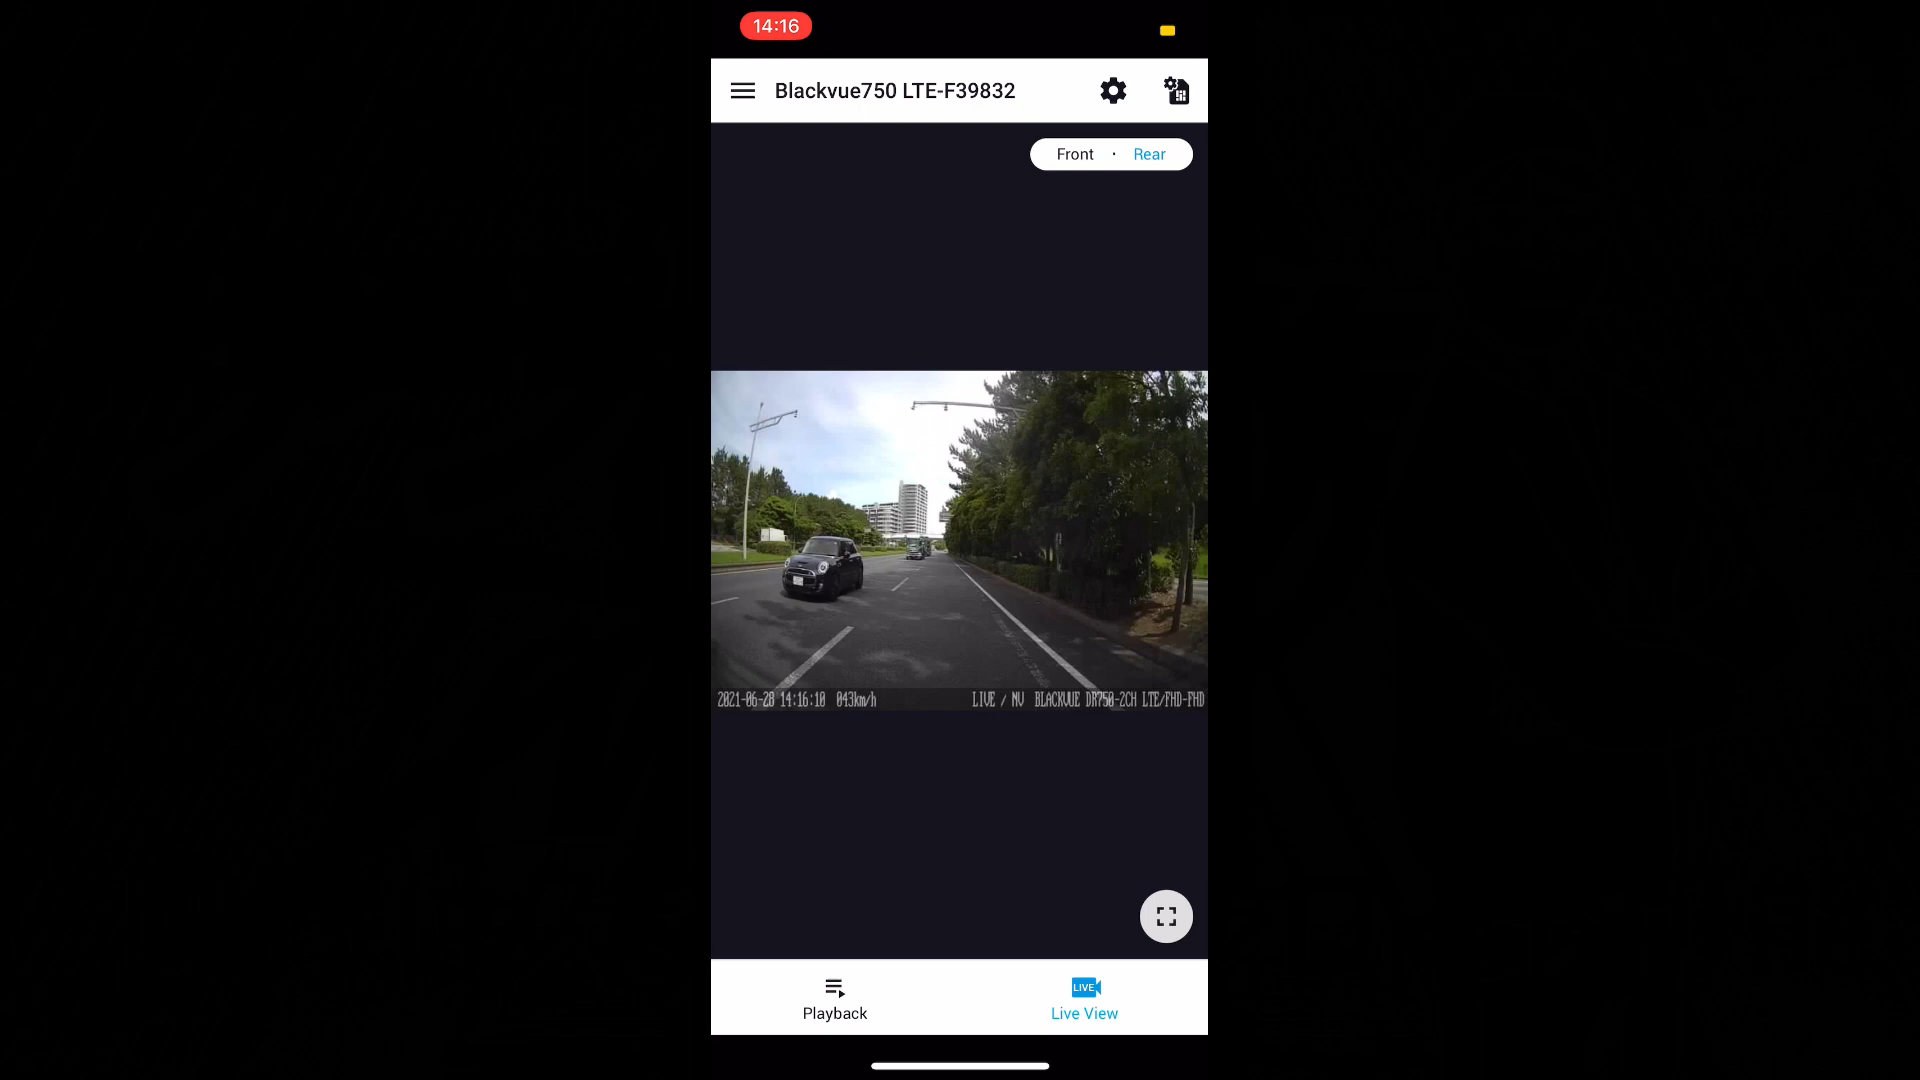 14:16
Blackvue750 LTE-F39832
Front · Rear
2021-06-28 14:16:10 043km/h LIVE / NV BLACKVUE DR750-2CH LTE/FHD-FHD
LIVE
Playback Live View